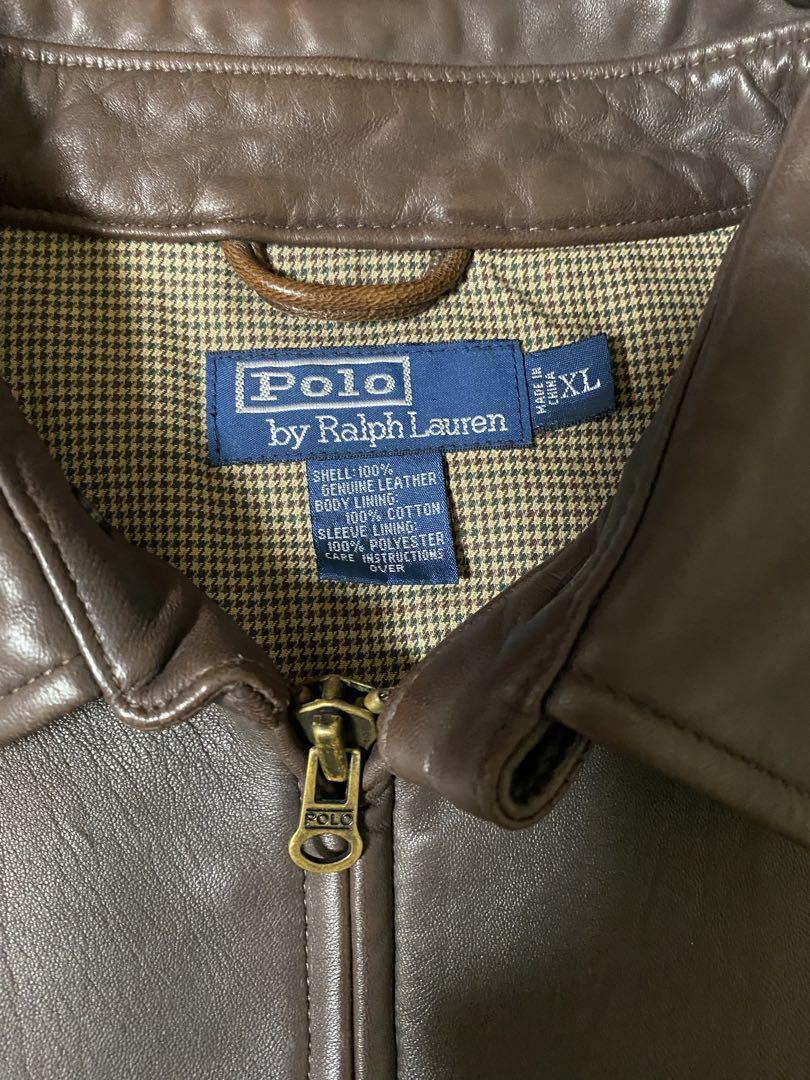 Polo
by Ralph Lauren
MADE IN
CHINA
XL
SHELL: 100%
GENUINE LEATHER
BODY LINING:
100% COTTON
SLEEVE LINING:
100% POLYESTER
CARE INSTRUCTIONS
OVER
POLO